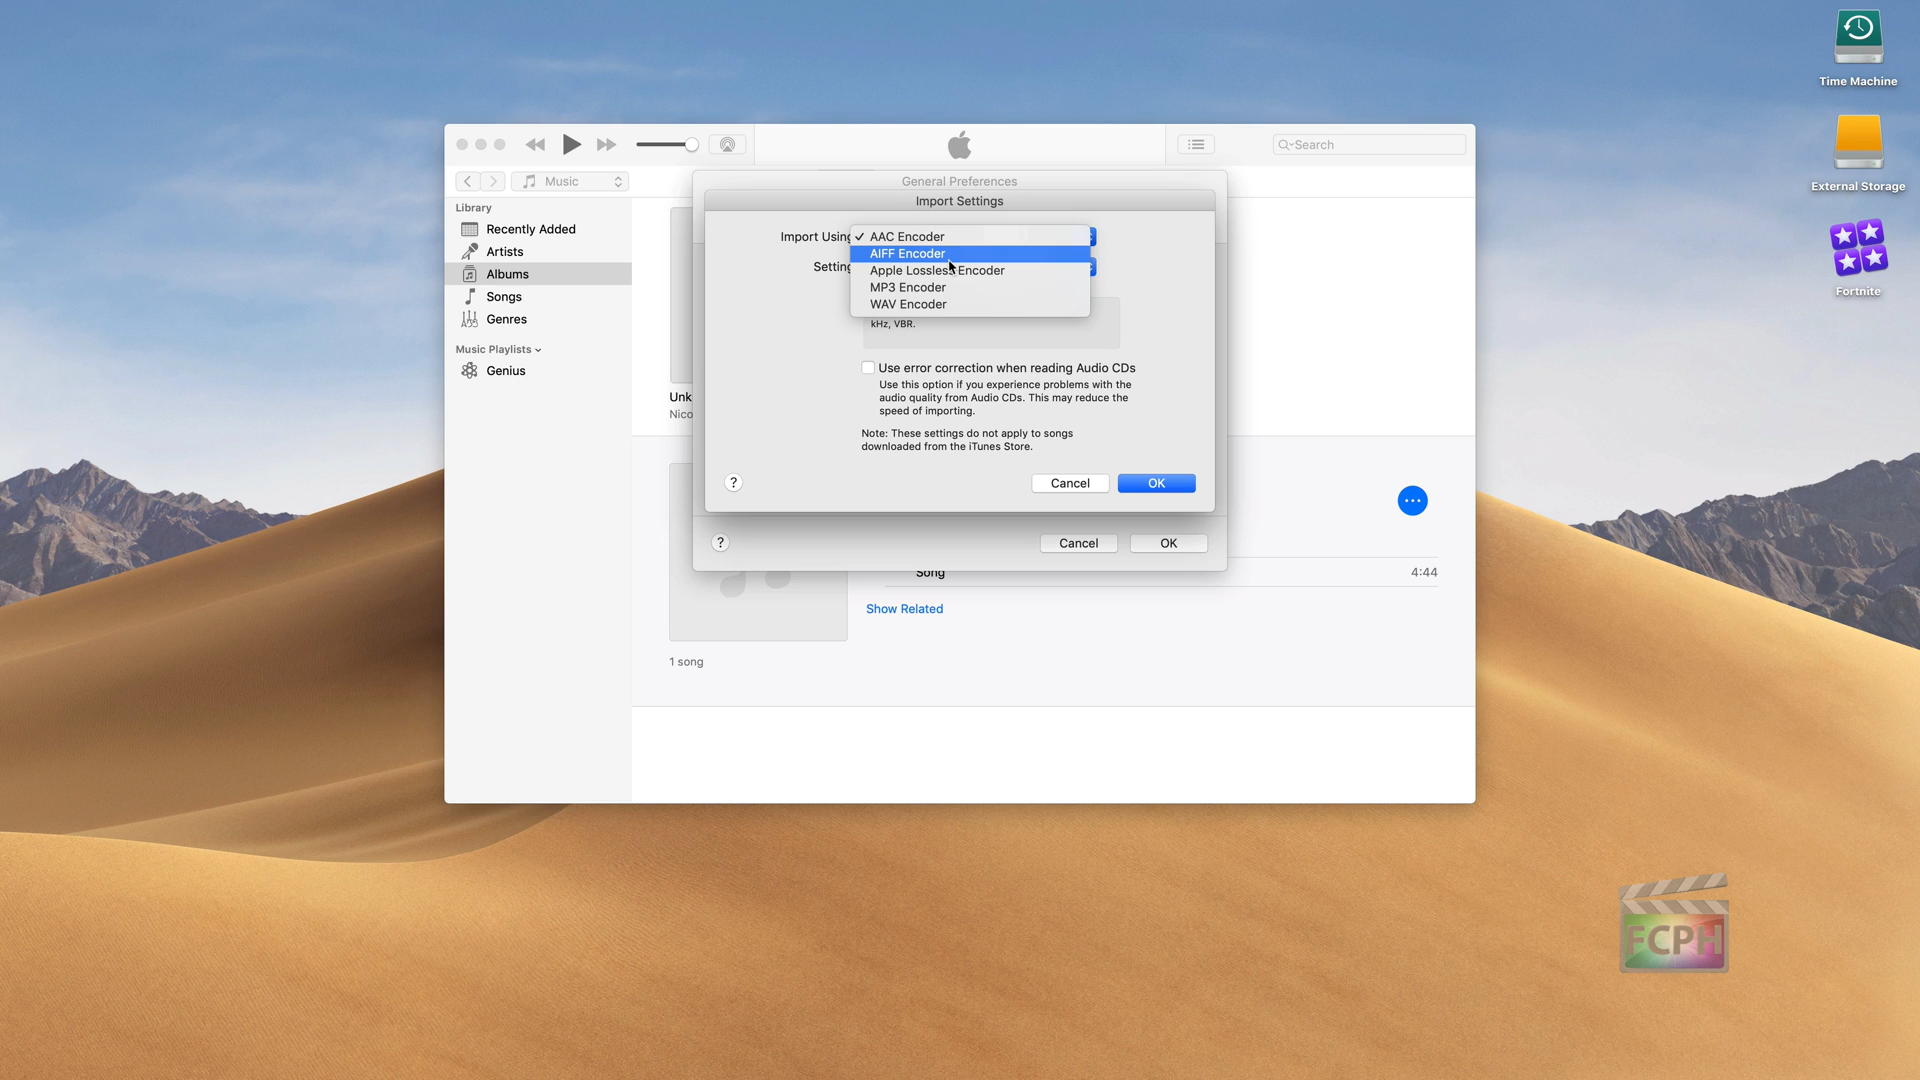 Time Machine
External Storage
Fortnite
Search
Music
General Preferences
Import Settings
Library
Recently Added
Artists
Albums
Songs
Genres
Music Playlists
Genius
Import Using
✓ AAC Encoder
AIFF Encoder
Apple Lossless Encoder
MP3 Encoder
WAV Encoder
Setting
kHz, VBR.
Use error correction when reading Audio CDs
Use this option if you experience problems with the
audio quality from Audio CDs. This may reduce the
speed of importing.
Note: These settings do not apply to songs
downloaded from the iTunes Store.
? Cancel OK
? Cancel OK
Unk
Nico
Song 4:44
Show Related
1 song
FCPH